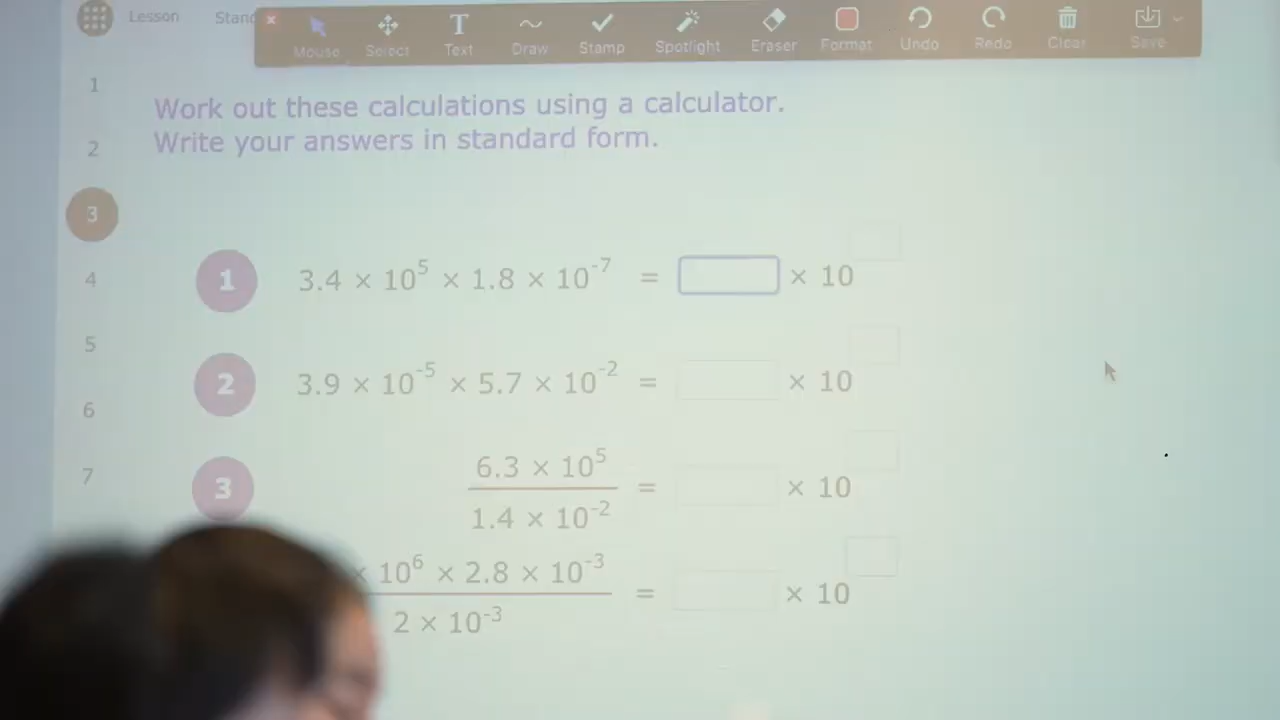 Lesson
Mouse Select Text Draw Stamp Spotlight Eraser Format Undo Redo Clear Save
1
2
3
4
5
6
7
Work out these calculations using a calculator.
Write your answers in standard form.
1 3.4 × 10⁵ × 1.8 × 10⁻⁷ = × 10
2 3.9 × 10⁻⁵ × 5.7 × 10⁻² = × 10
3 6.3 × 10⁵
1.4 × 10⁻² = × 10
× 10⁶ × 2.8 × 10⁻³
2 × 10⁻³ = × 10